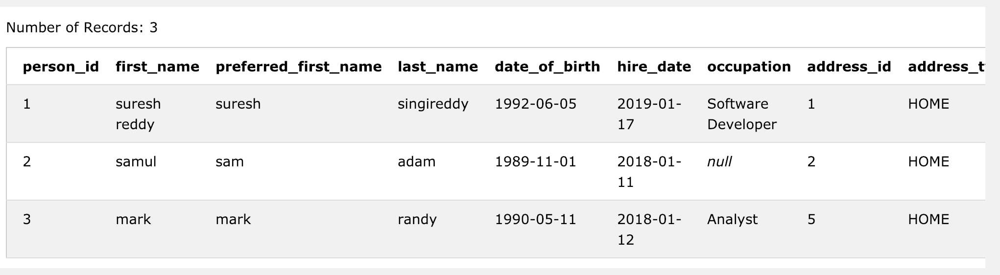 Number of Records: 3
person_id first_name preferred_first_name last_name date_of_birth hire_date occupation address_id address_t
1 suresh suresh singireddy 1992-06-05 2019-01- Software 1 HOME
reddy 17 Developer
2 samul sam adam 1989-11-01 2018-01- null 2 HOME
11
3 mark mark randy 1990-05-11 2018-01- Analyst 5 HOME
12